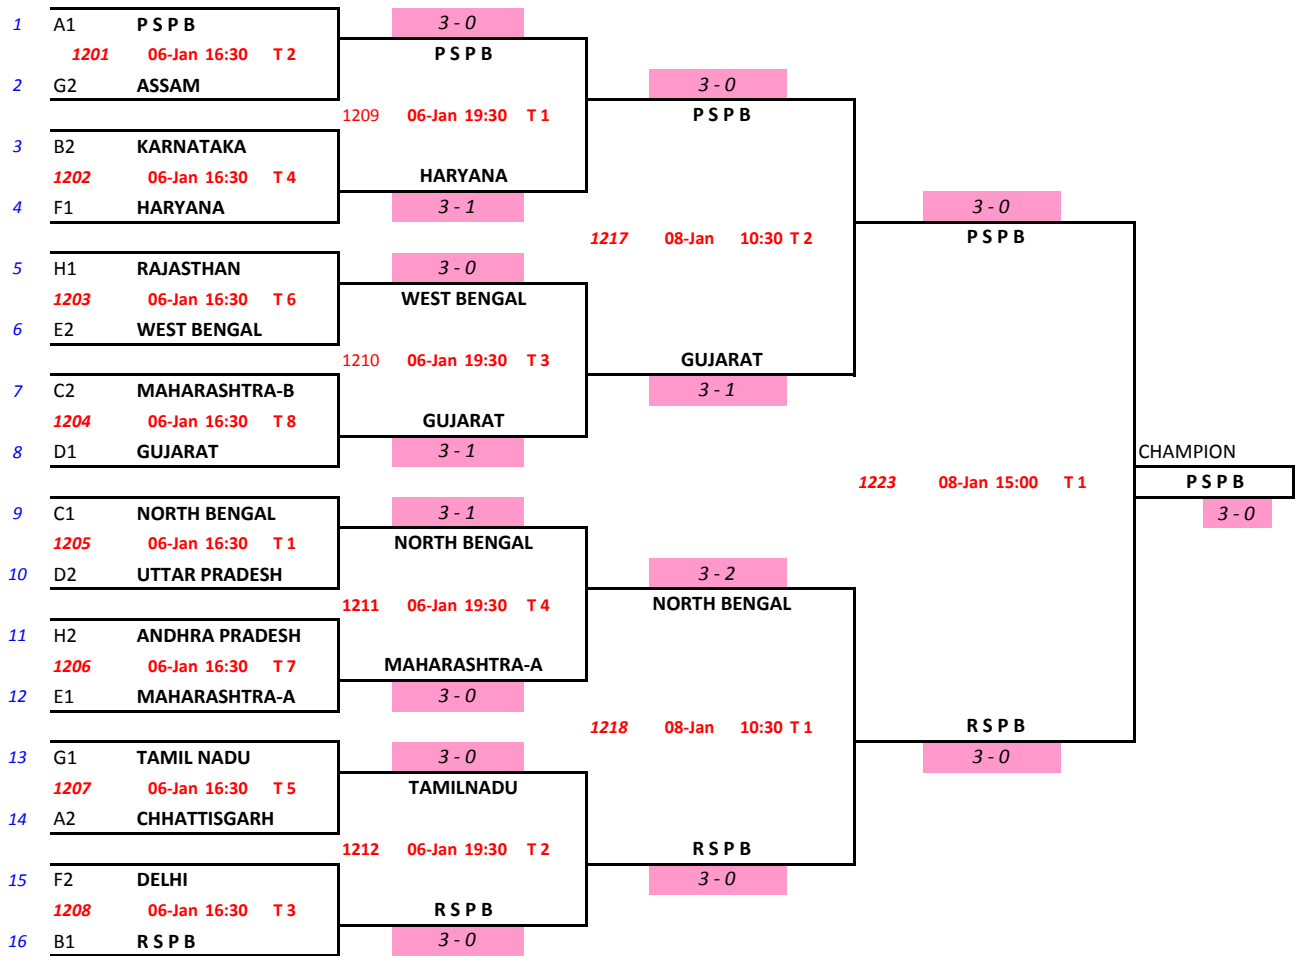 1 A1 P S P B 3 - 0
1201 06-Jan 16:30 T 2 P S P B
2 G2 ASSAM 3 - 0
1209 06-Jan 19:30 T 1 P S P B
3 B2 KARNATAKA
1202 06-Jan 16:30 T 4 HARYANA
4 F1 HARYANA 3 - 1 3 - 0
1217 08-Jan 10:30 T 2 P S P B
5 H1 RAJASTHAN 3 - 0
1203 06-Jan 16:30 T 6 WEST BENGAL
6 E2 WEST BENGAL
1210 06-Jan 19:30 T 3 GUJARAT
7 C2 MAHARASHTRA-B 3 - 1
1204 06-Jan 16:30 T 8 GUJARAT
8 D1 GUJARAT 3 - 1 CHAMPION
1223 08-Jan 15:00 T 1 P S P B
9 C1 NORTH BENGAL 3 - 1 3 - 0
1205 06-Jan 16:30 T 1 NORTH BENGAL
10 D2 UTTAR PRADESH 3 - 2
1211 06-Jan 19:30 T 4 NORTH BENGAL
11 H2 ANDHRA PRADESH
1206 06-Jan 16:30 T 7 MAHARASHTRA-A
12 E1 MAHARASHTRA-A 3 - 0
1218 08-Jan 10:30 T 1 R S P B
13 G1 TAMIL NADU 3 - 0 3 - 0
1207 06-Jan 16:30 T 5 TAMILNADU
14 A2 CHHATTISGARH
1212 06-Jan 19:30 T 2 R S P B
15 F2 DELHI 3 - 0
1208 06-Jan 16:30 T 3 R S P B
16 B1 R S P B 3 - 0